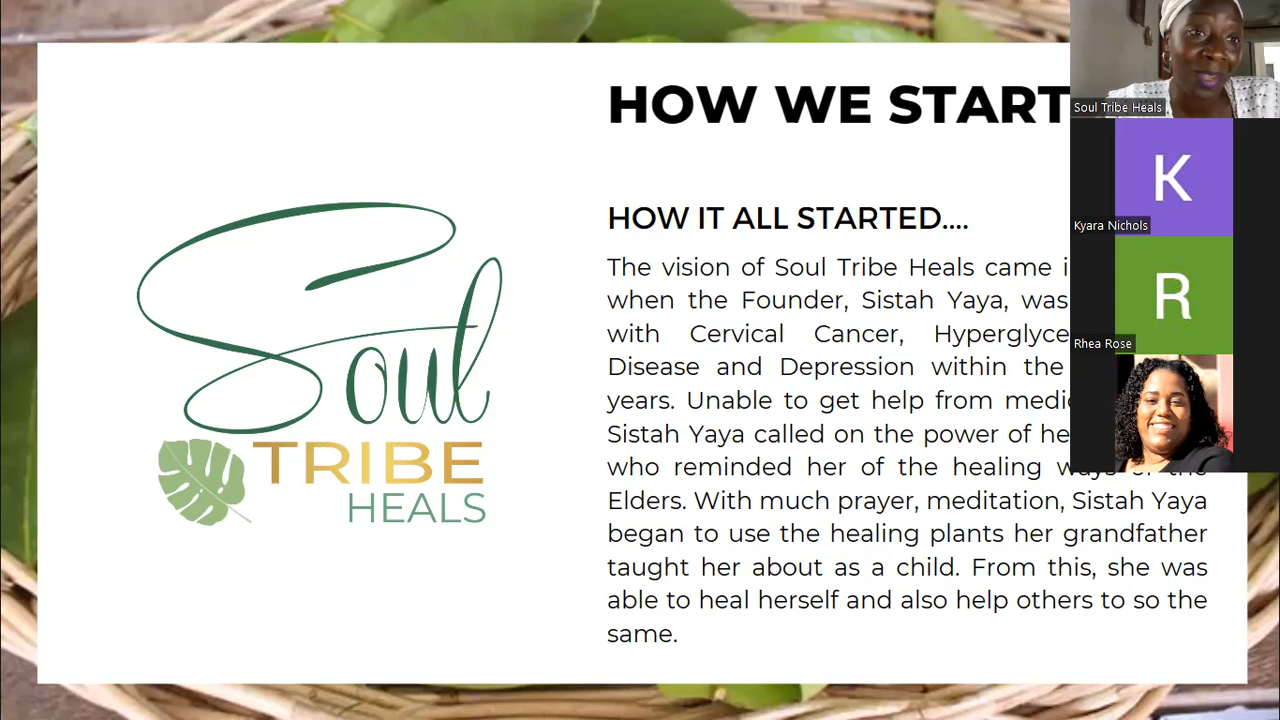 HOW WE START
HOW IT ALL STARTED....
The vision of Soul Tribe Heals came
when the Founder, Sistah Yaya, was
with Cervical Cancer,
Disease and Depression within the
years. Unable to get help from
Sistah Yaya called on the power of
who reminded her of the healing ways of the
Elders. With much prayer, meditation, Sistah Yaya
began to use the healing plants her grandfather
taught her about as a child. From this, she was
able to heal herself and also help others to so the
same.
Soul
TRIBE
HEALS
Soul Tribe Heals
K
Kyara Nichols
R
Rhea Rose